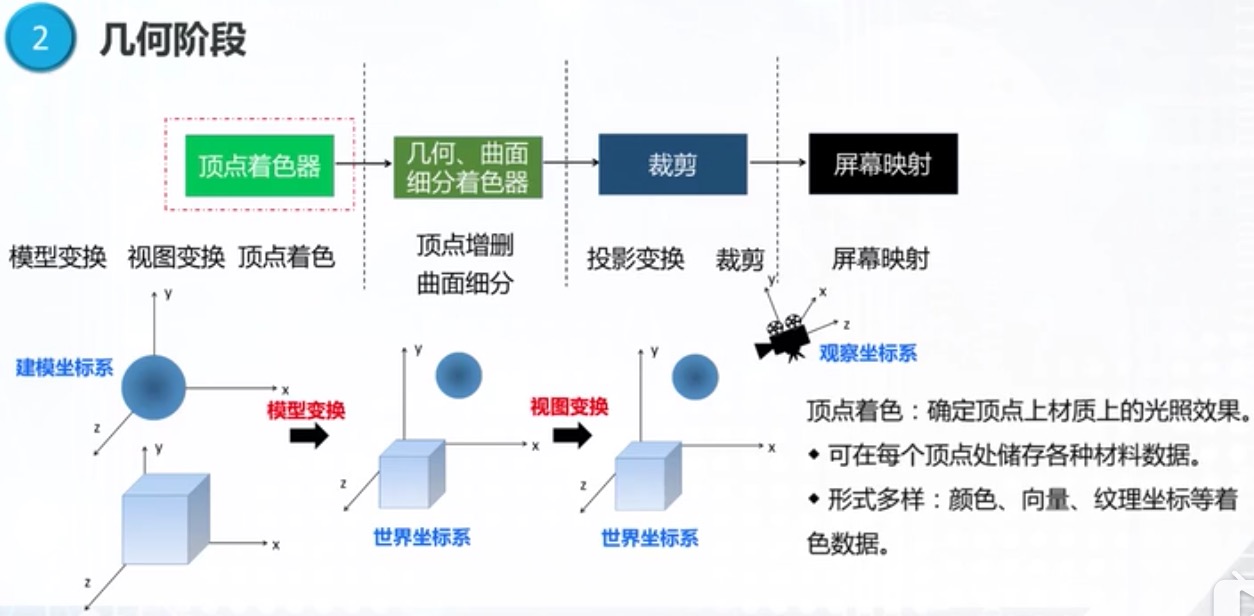 2
几何阶段
顶点着色器
几何、曲面
细分着色器
裁剪
屏幕映射
模型变换 视图变换 顶点着色
顶点增删
曲面细分
投影变换 裁剪
屏幕映射
y
建模坐标系
x
z
y
x
z
模型变换
y
x
z
世界坐标系
视图变换
y
x
z
世界坐标系
y
x
z
观察坐标系
顶点着色：确定顶点上材质上的光照效果。
◆ 可在每个顶点处储存各种材料数据。
◆ 形式多样：颜色、向量、纹理坐标等着
色数据。